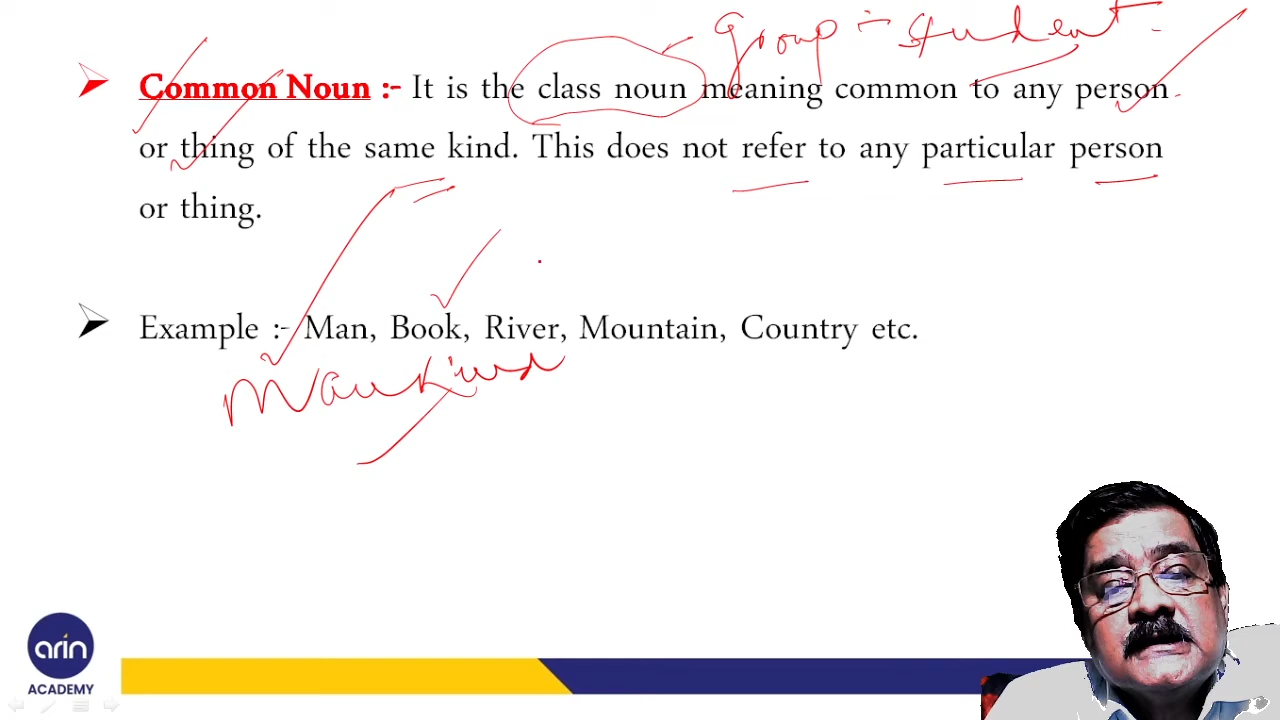 group - student
Common Noun :- It is the class noun meaning common to any person
or thing of the same kind. This does not refer to any particular person
or thing.
Example :- Man, Book, River, Mountain, Country etc.
Mankind
arin
ACADEMY